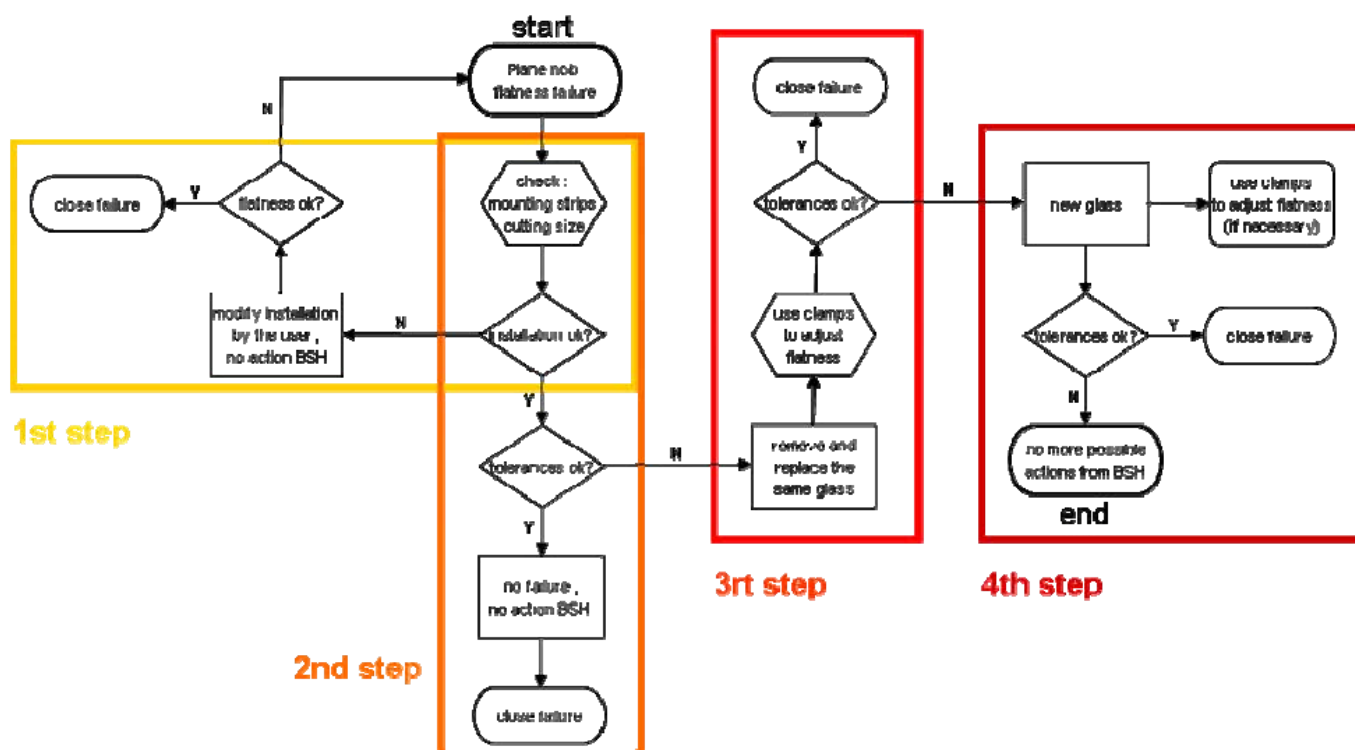 start
Plane hob
flatness failure
N
check :
mounting strips
cutting size
flatness ok?
Y
close failure
modify installation
by the user ,
no action BSH
N
installation ok?
1st step
Y
tolerances ok?
N
Y
no failure ,
no action BSH
2nd step
close failure
close failure
Y
tolerances ok?
N
use clamps
to adjust
flatness
remove and
replace the
same glass
3rt step
new glass
use clamps
to adjust flatness
(if necessary)
tolerances ok?
Y
close failure
N
no more possible
actions from BSH
end
4th step